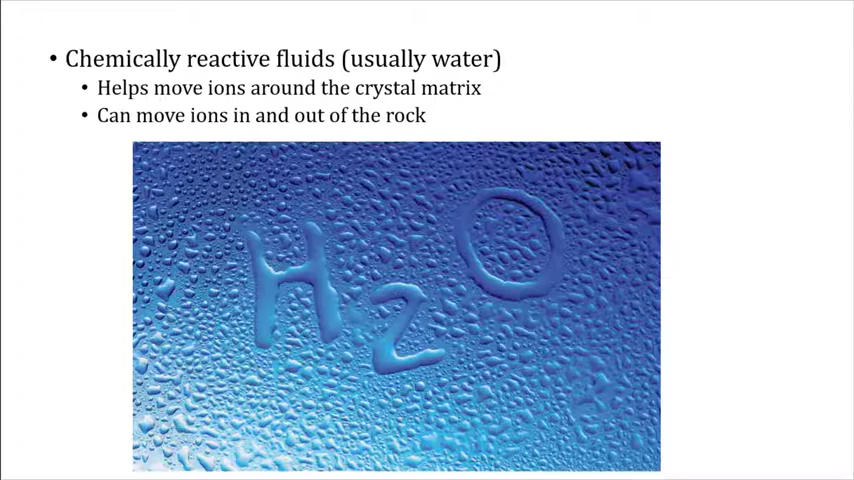 • Chemically reactive fluids (usually water)
• Helps move ions around the crystal matrix
• Can move ions in and out of the rock
H2O